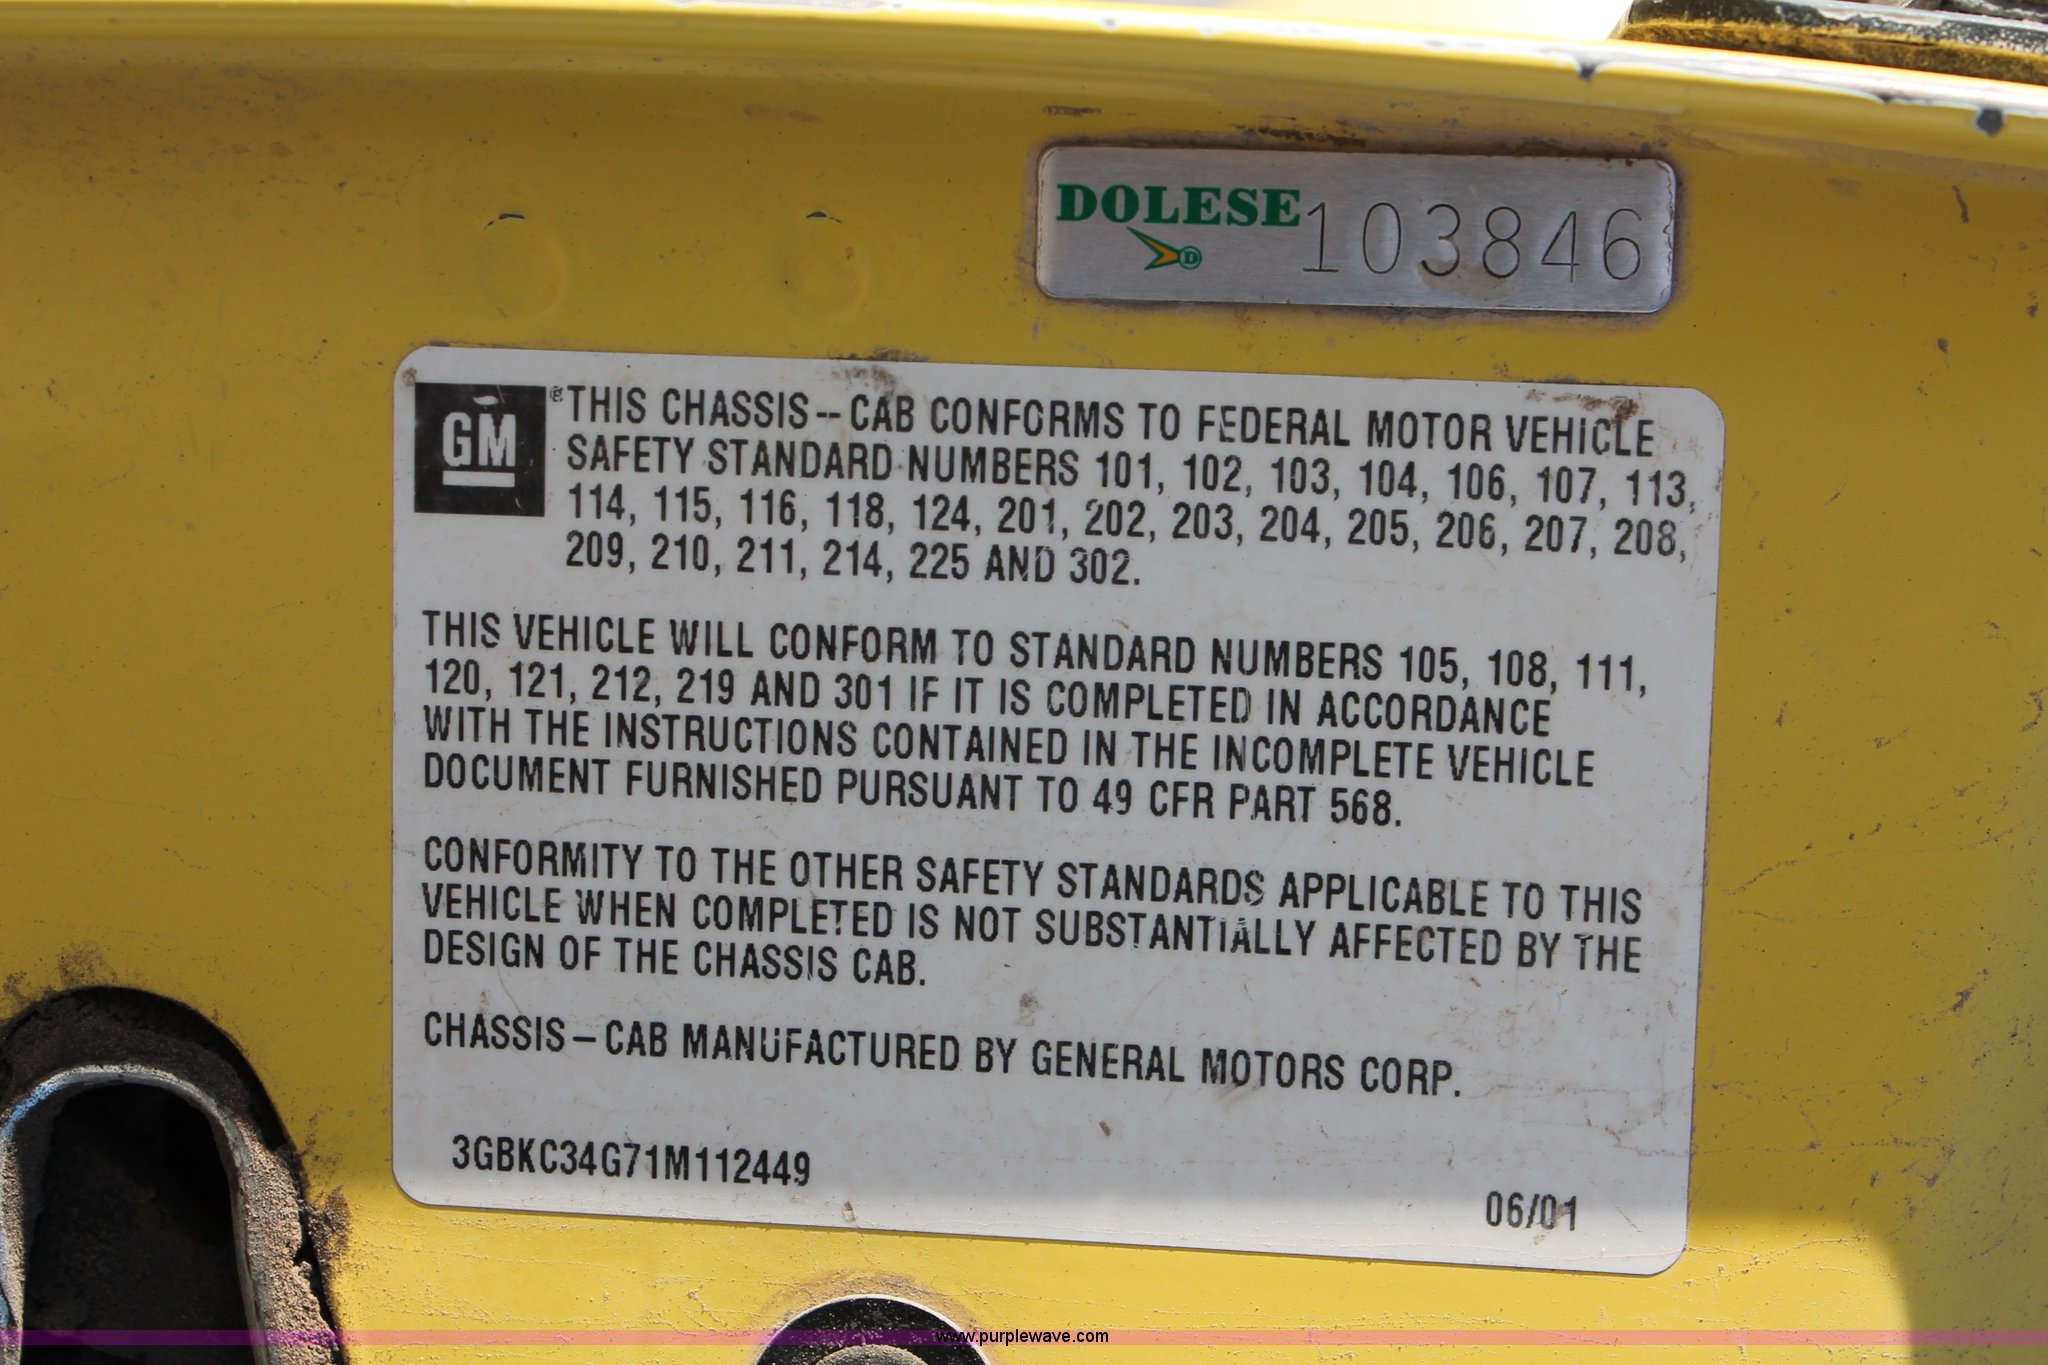 DOLESE 103846
D
GM
® THIS CHASSIS – CAB CONFORMS TO FEDERAL MOTOR VEHICLE
SAFETY STANDARD NUMBERS 101, 102, 103, 104, 106, 107, 113,
114, 115, 116, 118, 124, 201, 202, 203, 204, 205, 206, 207, 208,
209, 210, 211, 214, 225 AND 302.
THIS VEHICLE WILL CONFORM TO STANDARD NUMBERS 105, 108, 111,
120, 121, 212, 219 AND 301 IF IT IS COMPLETED IN ACCORDANCE
WITH THE INSTRUCTIONS CONTAINED IN THE INCOMPLETE VEHICLE
DOCUMENT FURNISHED PURSUANT TO 49 CFR PART 568.
CONFORMITY TO THE OTHER SAFETY STANDARDS APPLICABLE TO THIS
VEHICLE WHEN COMPLETED IS NOT SUBSTANTIALLY AFFECTED BY THE
DESIGN OF THE CHASSIS CAB.
CHASSIS – CAB MANUFACTURED BY GENERAL MOTORS CORP.
3GBKC34G71M112449
06/01
www.purplewave.com